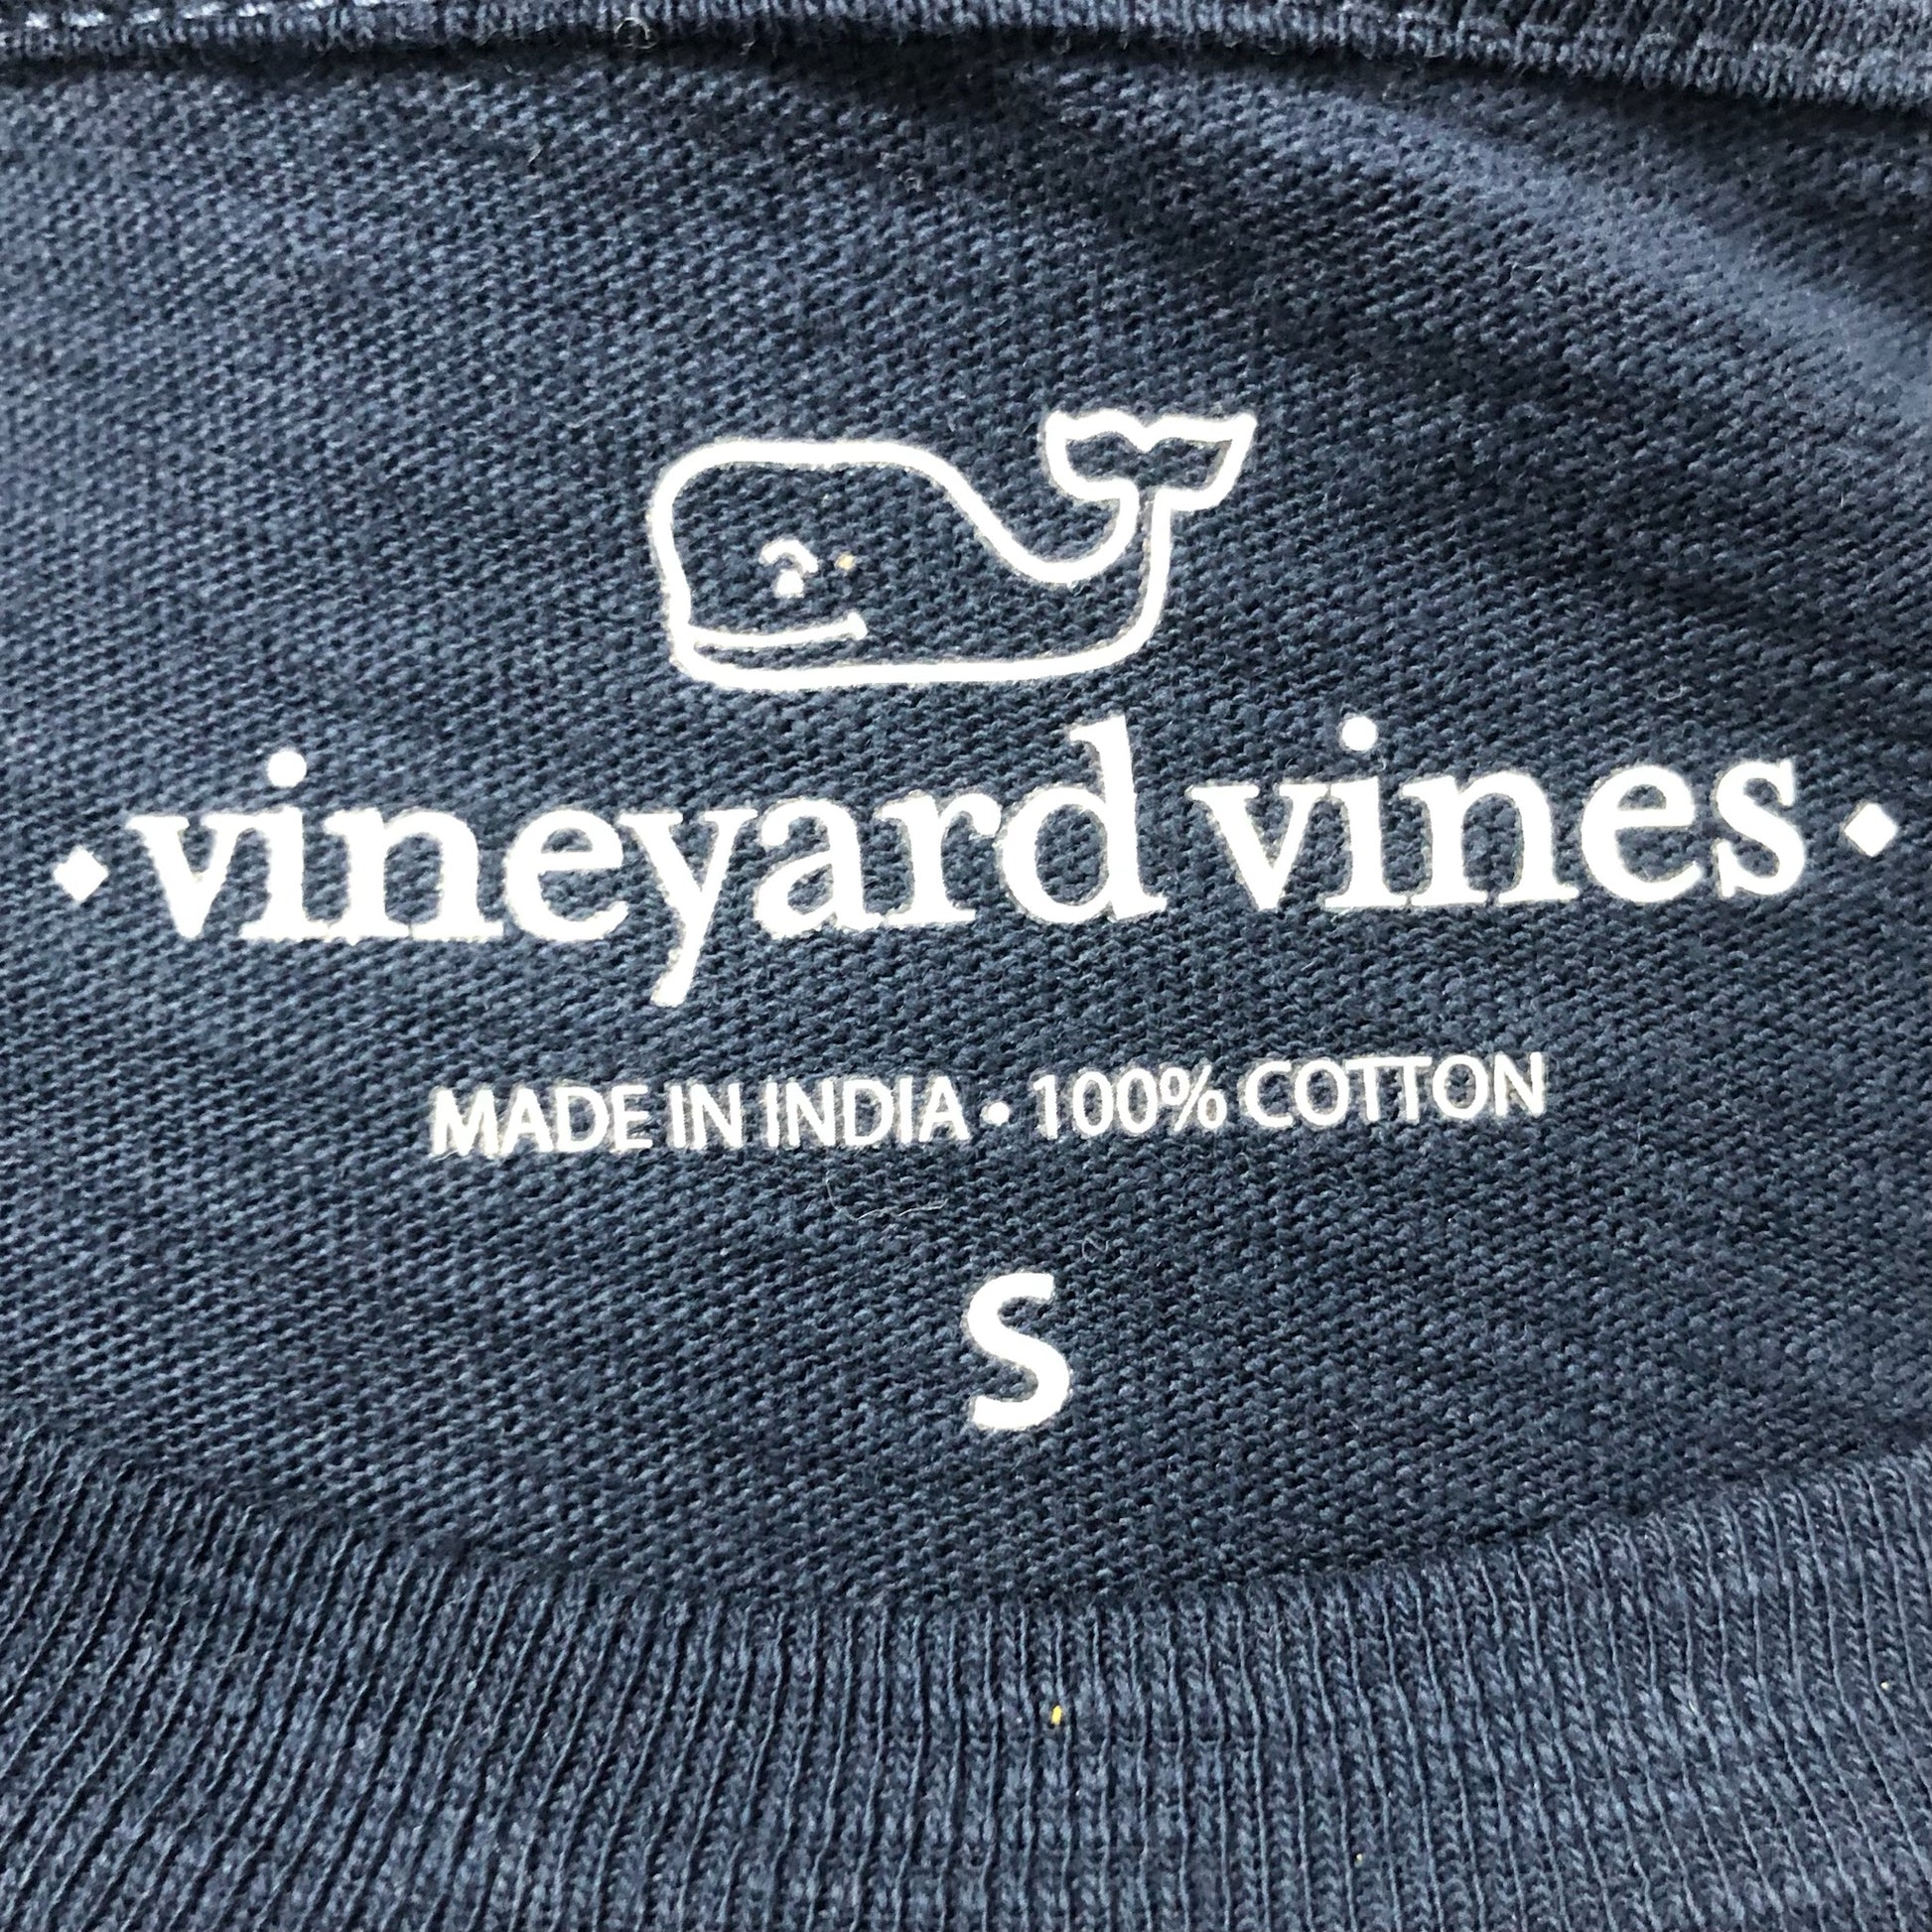 ◆vineyard vines◆
MADE IN INDIA • 100% COTTON
S